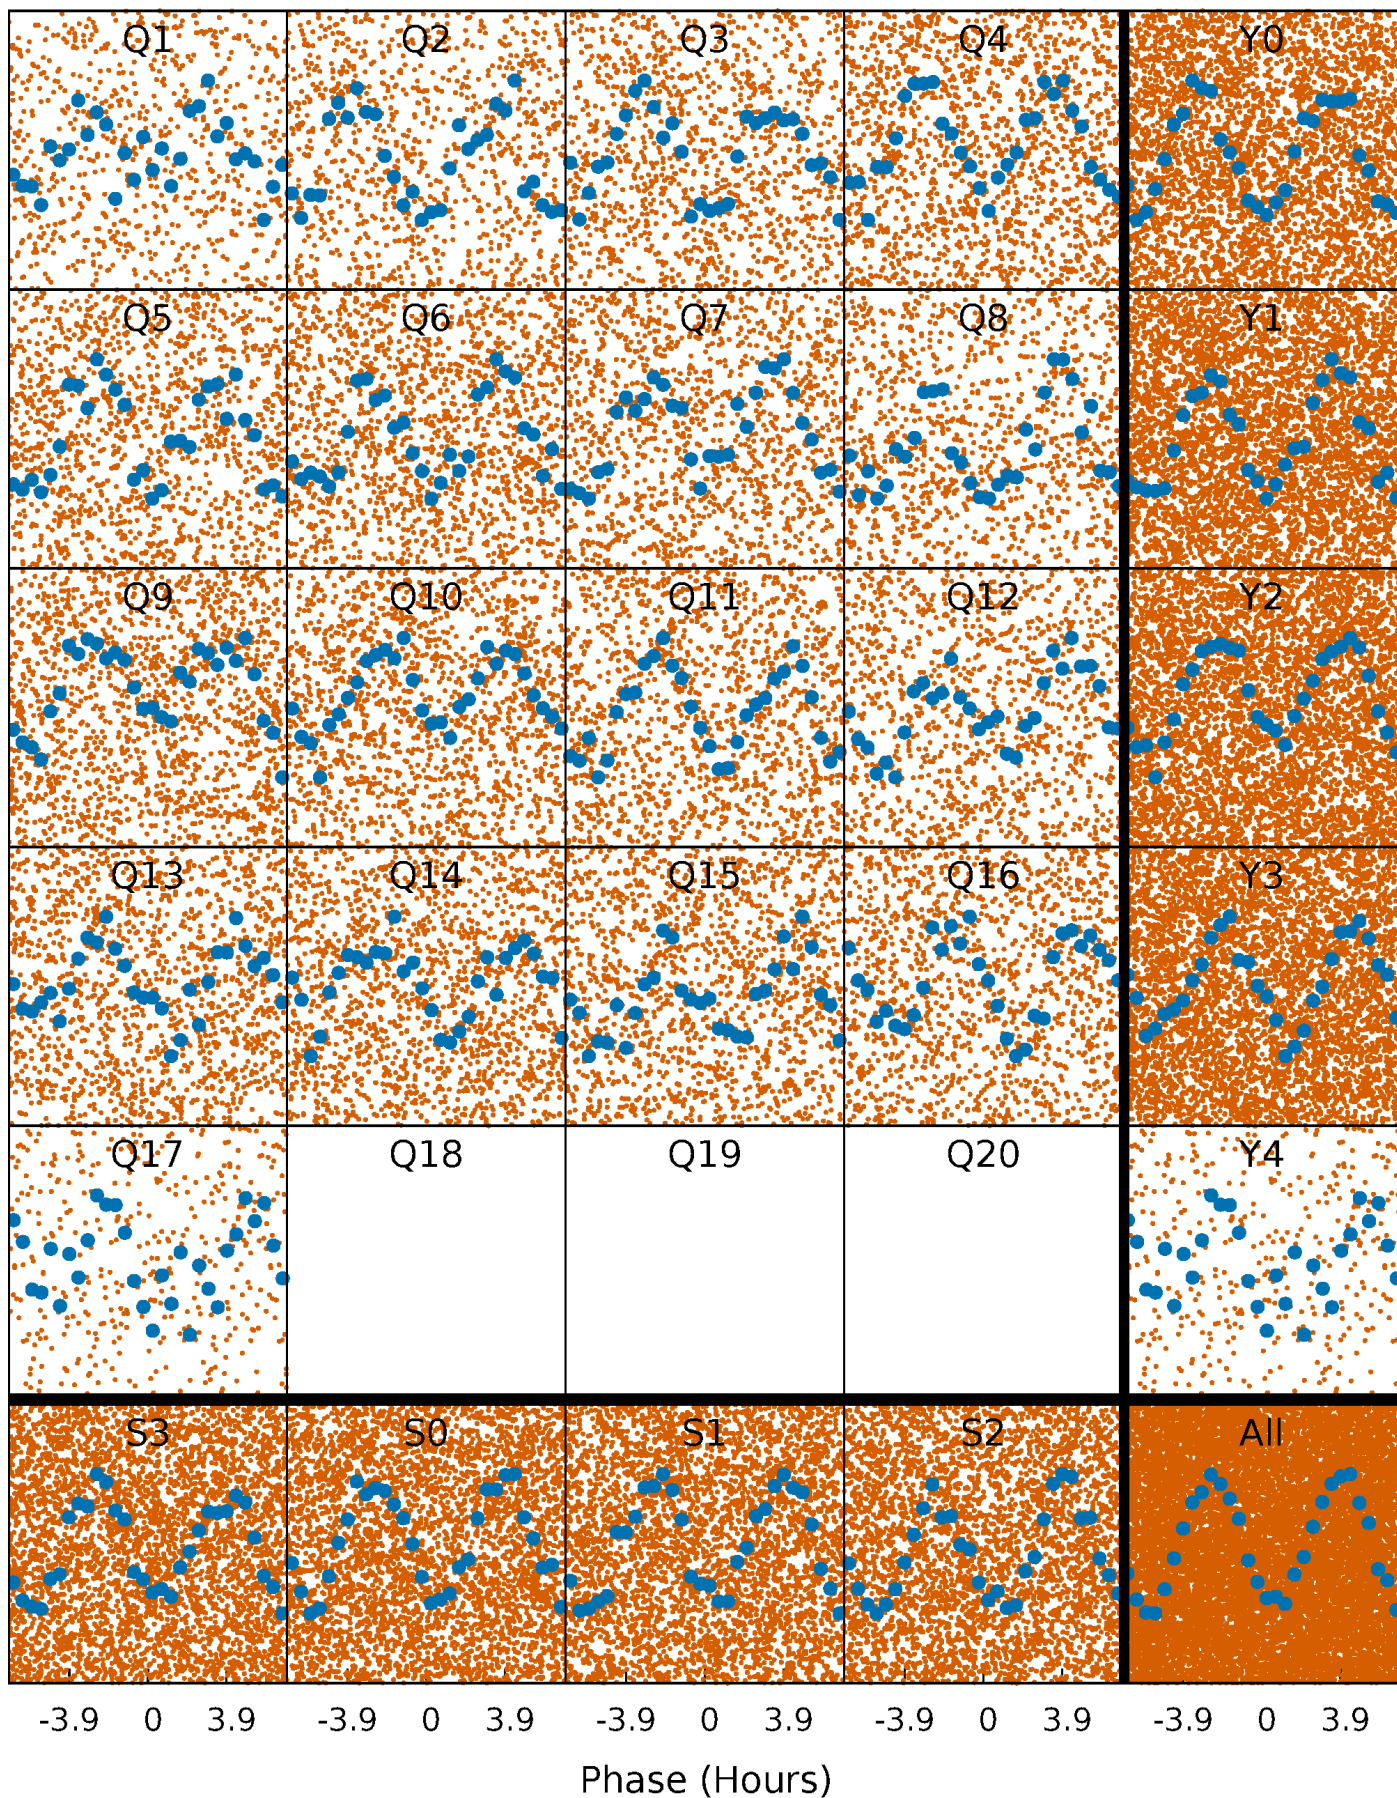 Q1 Q2 Q3 Q4 Y0
Q5 Q6 Q7 Q8 Y1
Q9 Q10 Q11 Q12 Y2
Q13 Q14 Q15 Q16 Y3
Q17 Q18 Q19 Q20 Y4
S3 S0 S1 S2 All
-3.9 0 3.9 -3.9 0 3.9 -3.9 0 3.9 -3.9 0 3.9 -3.9 0 3.9
Phase (Hours)